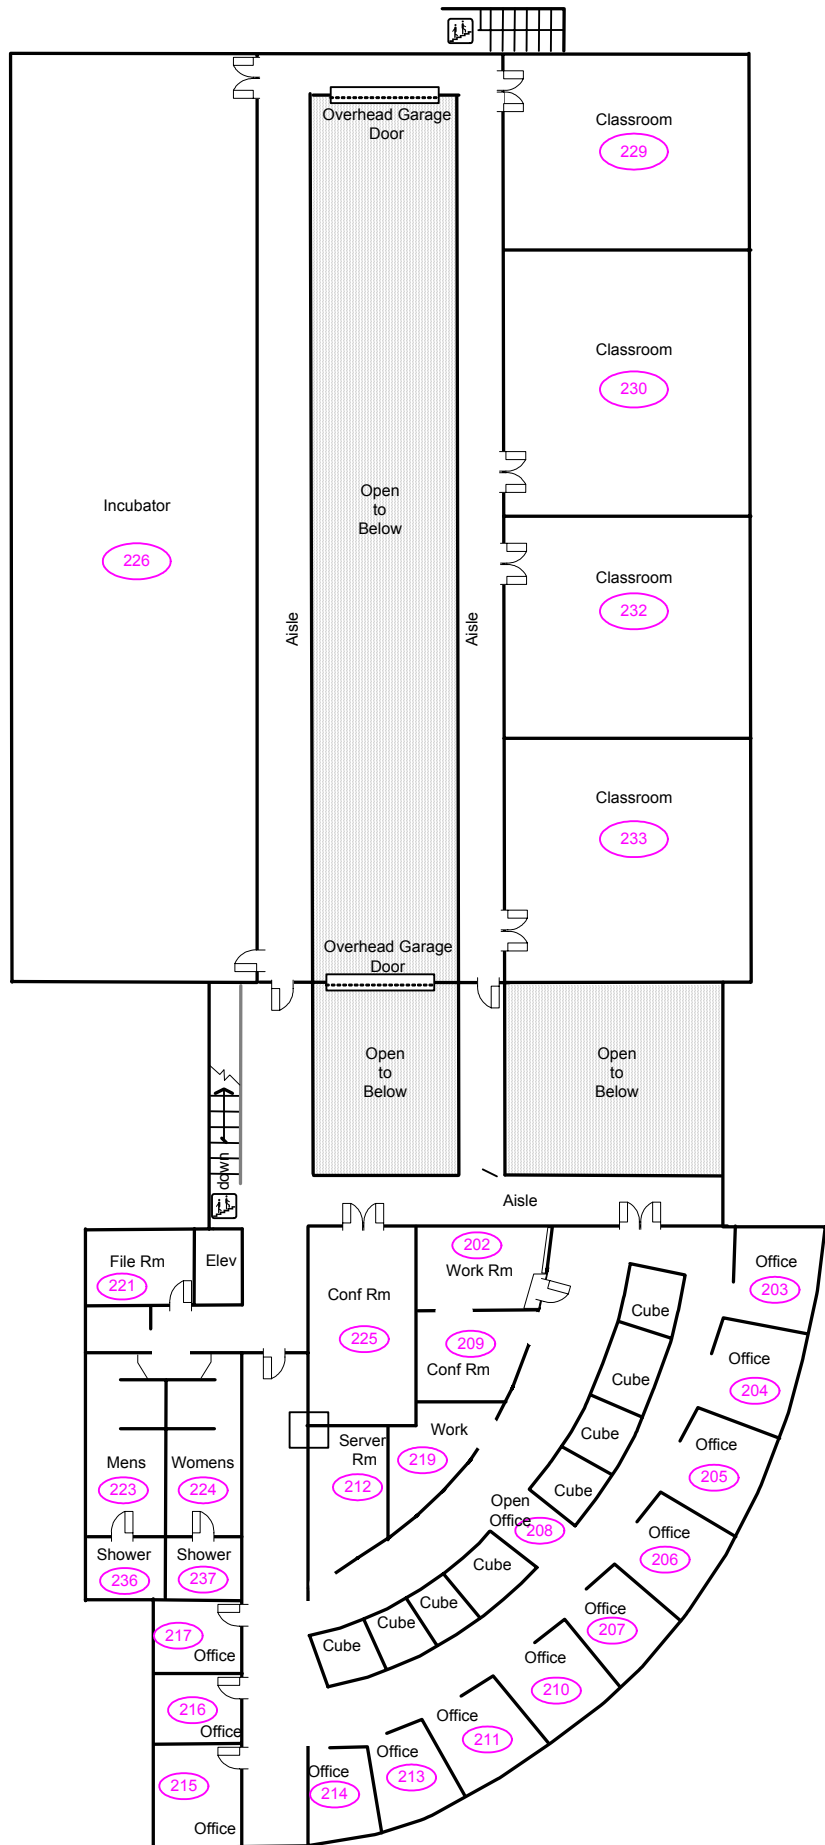 Overhead Garage
Door
Classroom
229
Classroom
230
Incubator
226
Open
to
Below
Classroom
232
Aisle
Aisle
Classroom
233
Overhead Garage
Door
Open
to
Below
Open
to
Below
down
Aisle
File Rm
221
Elev
202
Work Rm
Office
203
Conf Rm
225
Cube
209
Conf Rm
Office
204
Cube
Work
219
Server
Rm
212
Cube
Office
205
Mens
223
Womens
224
Cube
Open
Office
208
Office
206
Shower
236
Shower
237
Cube
Cube
Cube
Cube
Office
207
217
Office
Office
210
216
Office
Office
211
Office
213
Office
214
215
Office